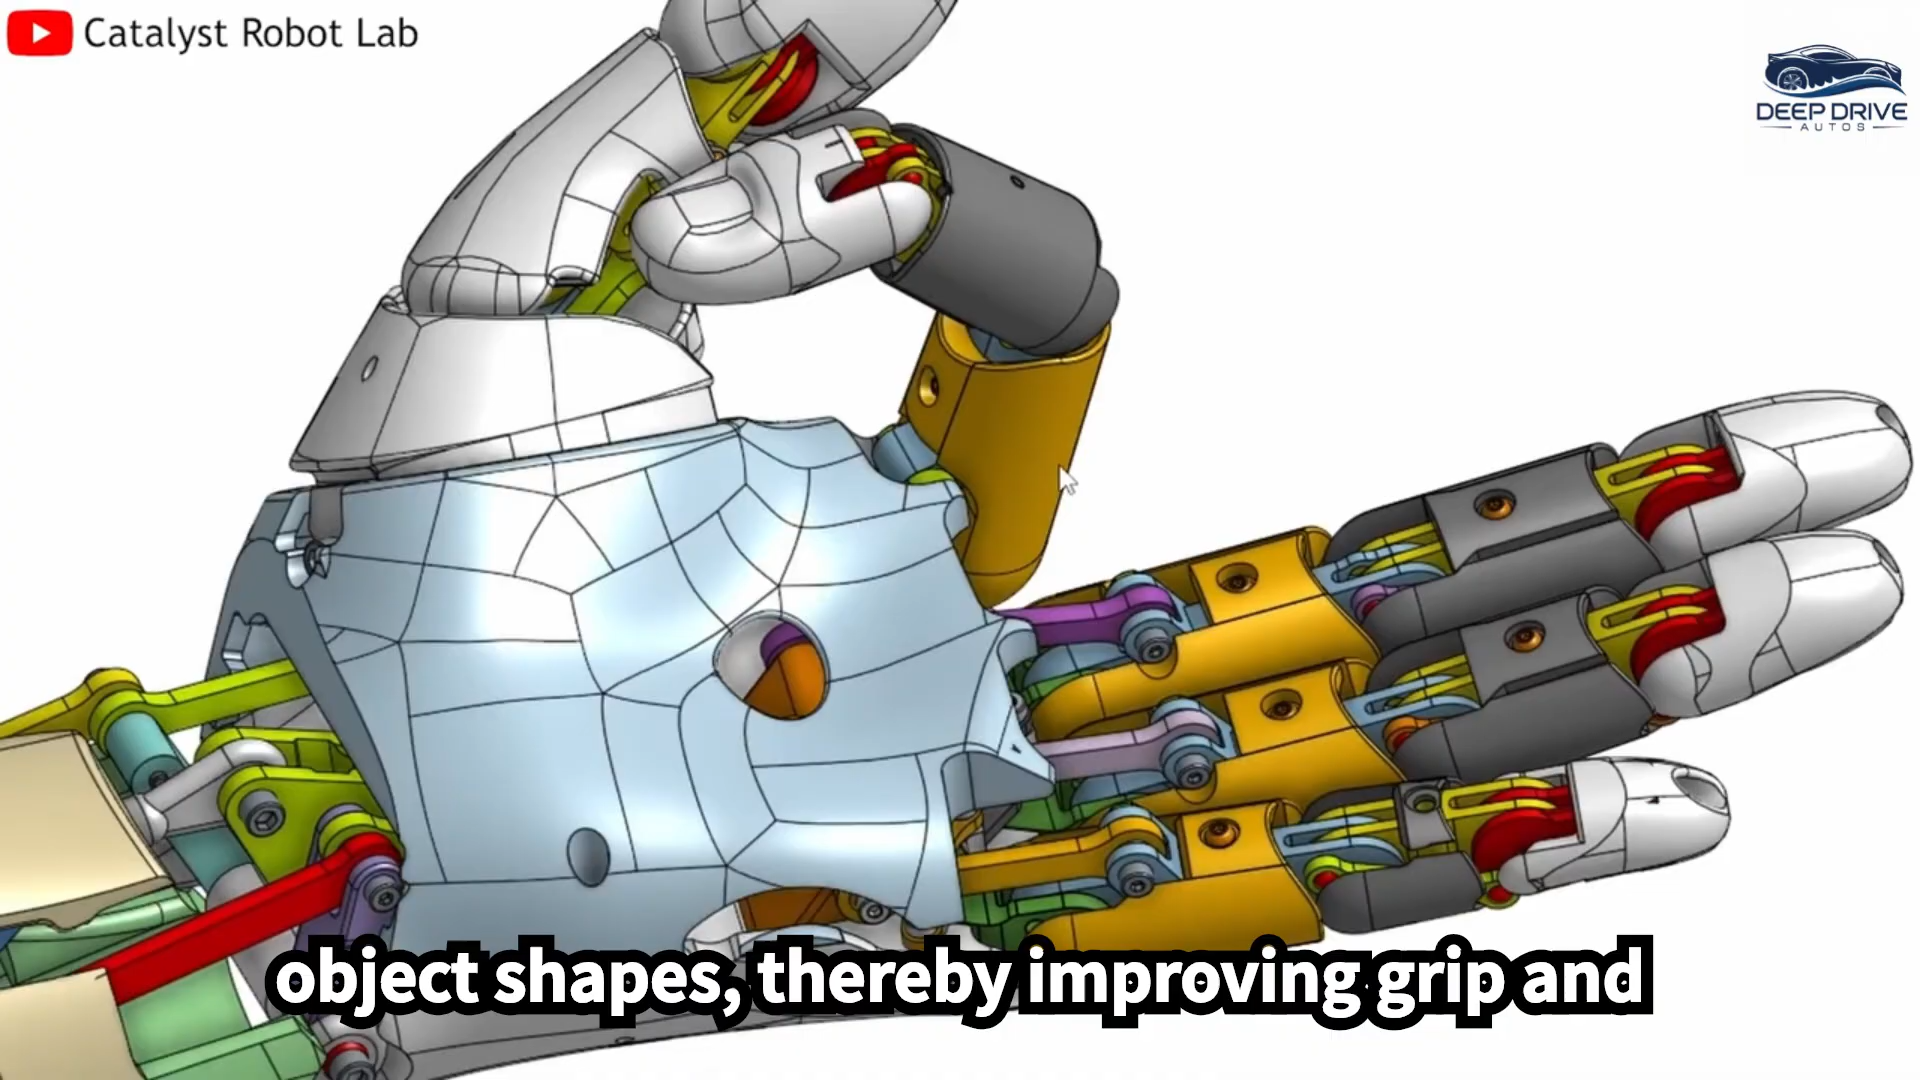 Catalyst Robot Lab
DEEP DRIVE
AUTOS
object shapes, thereby improving grip and